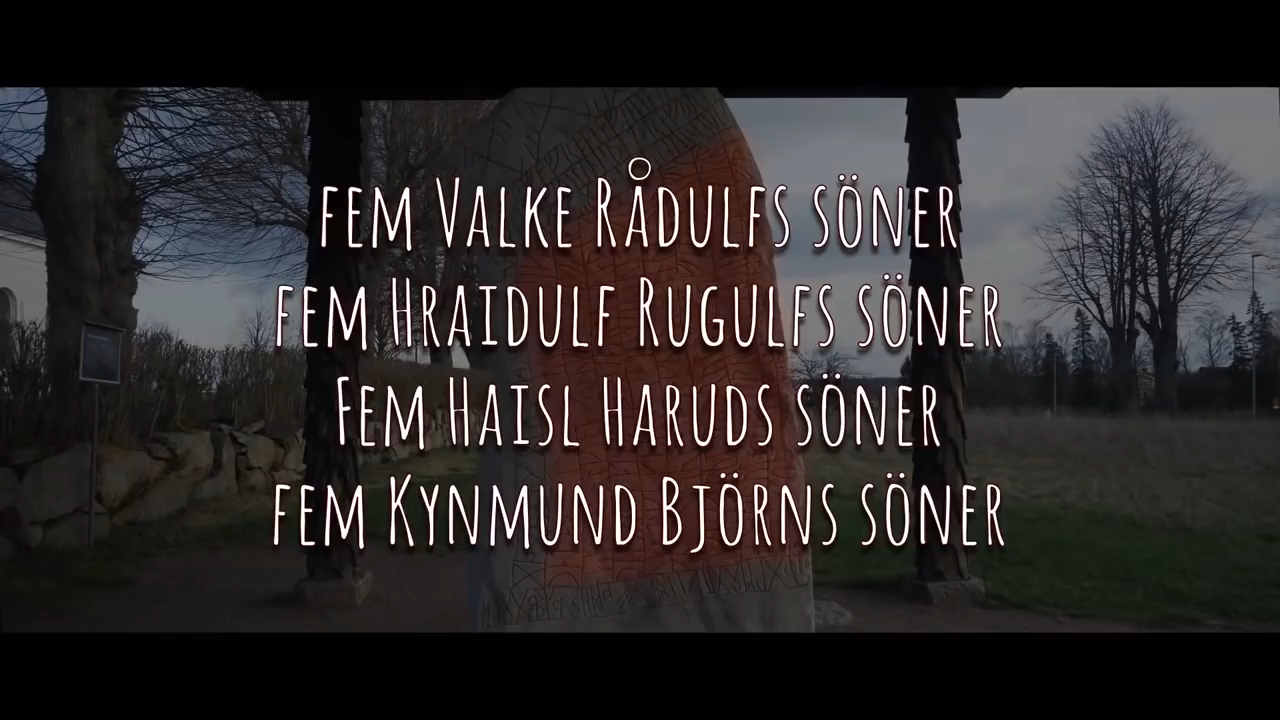 fem Valke Rådulfs söner
fem Hraidulf Rugulfs söner
Fem Haisl Haruds söner
fem Kynmund Björns söner